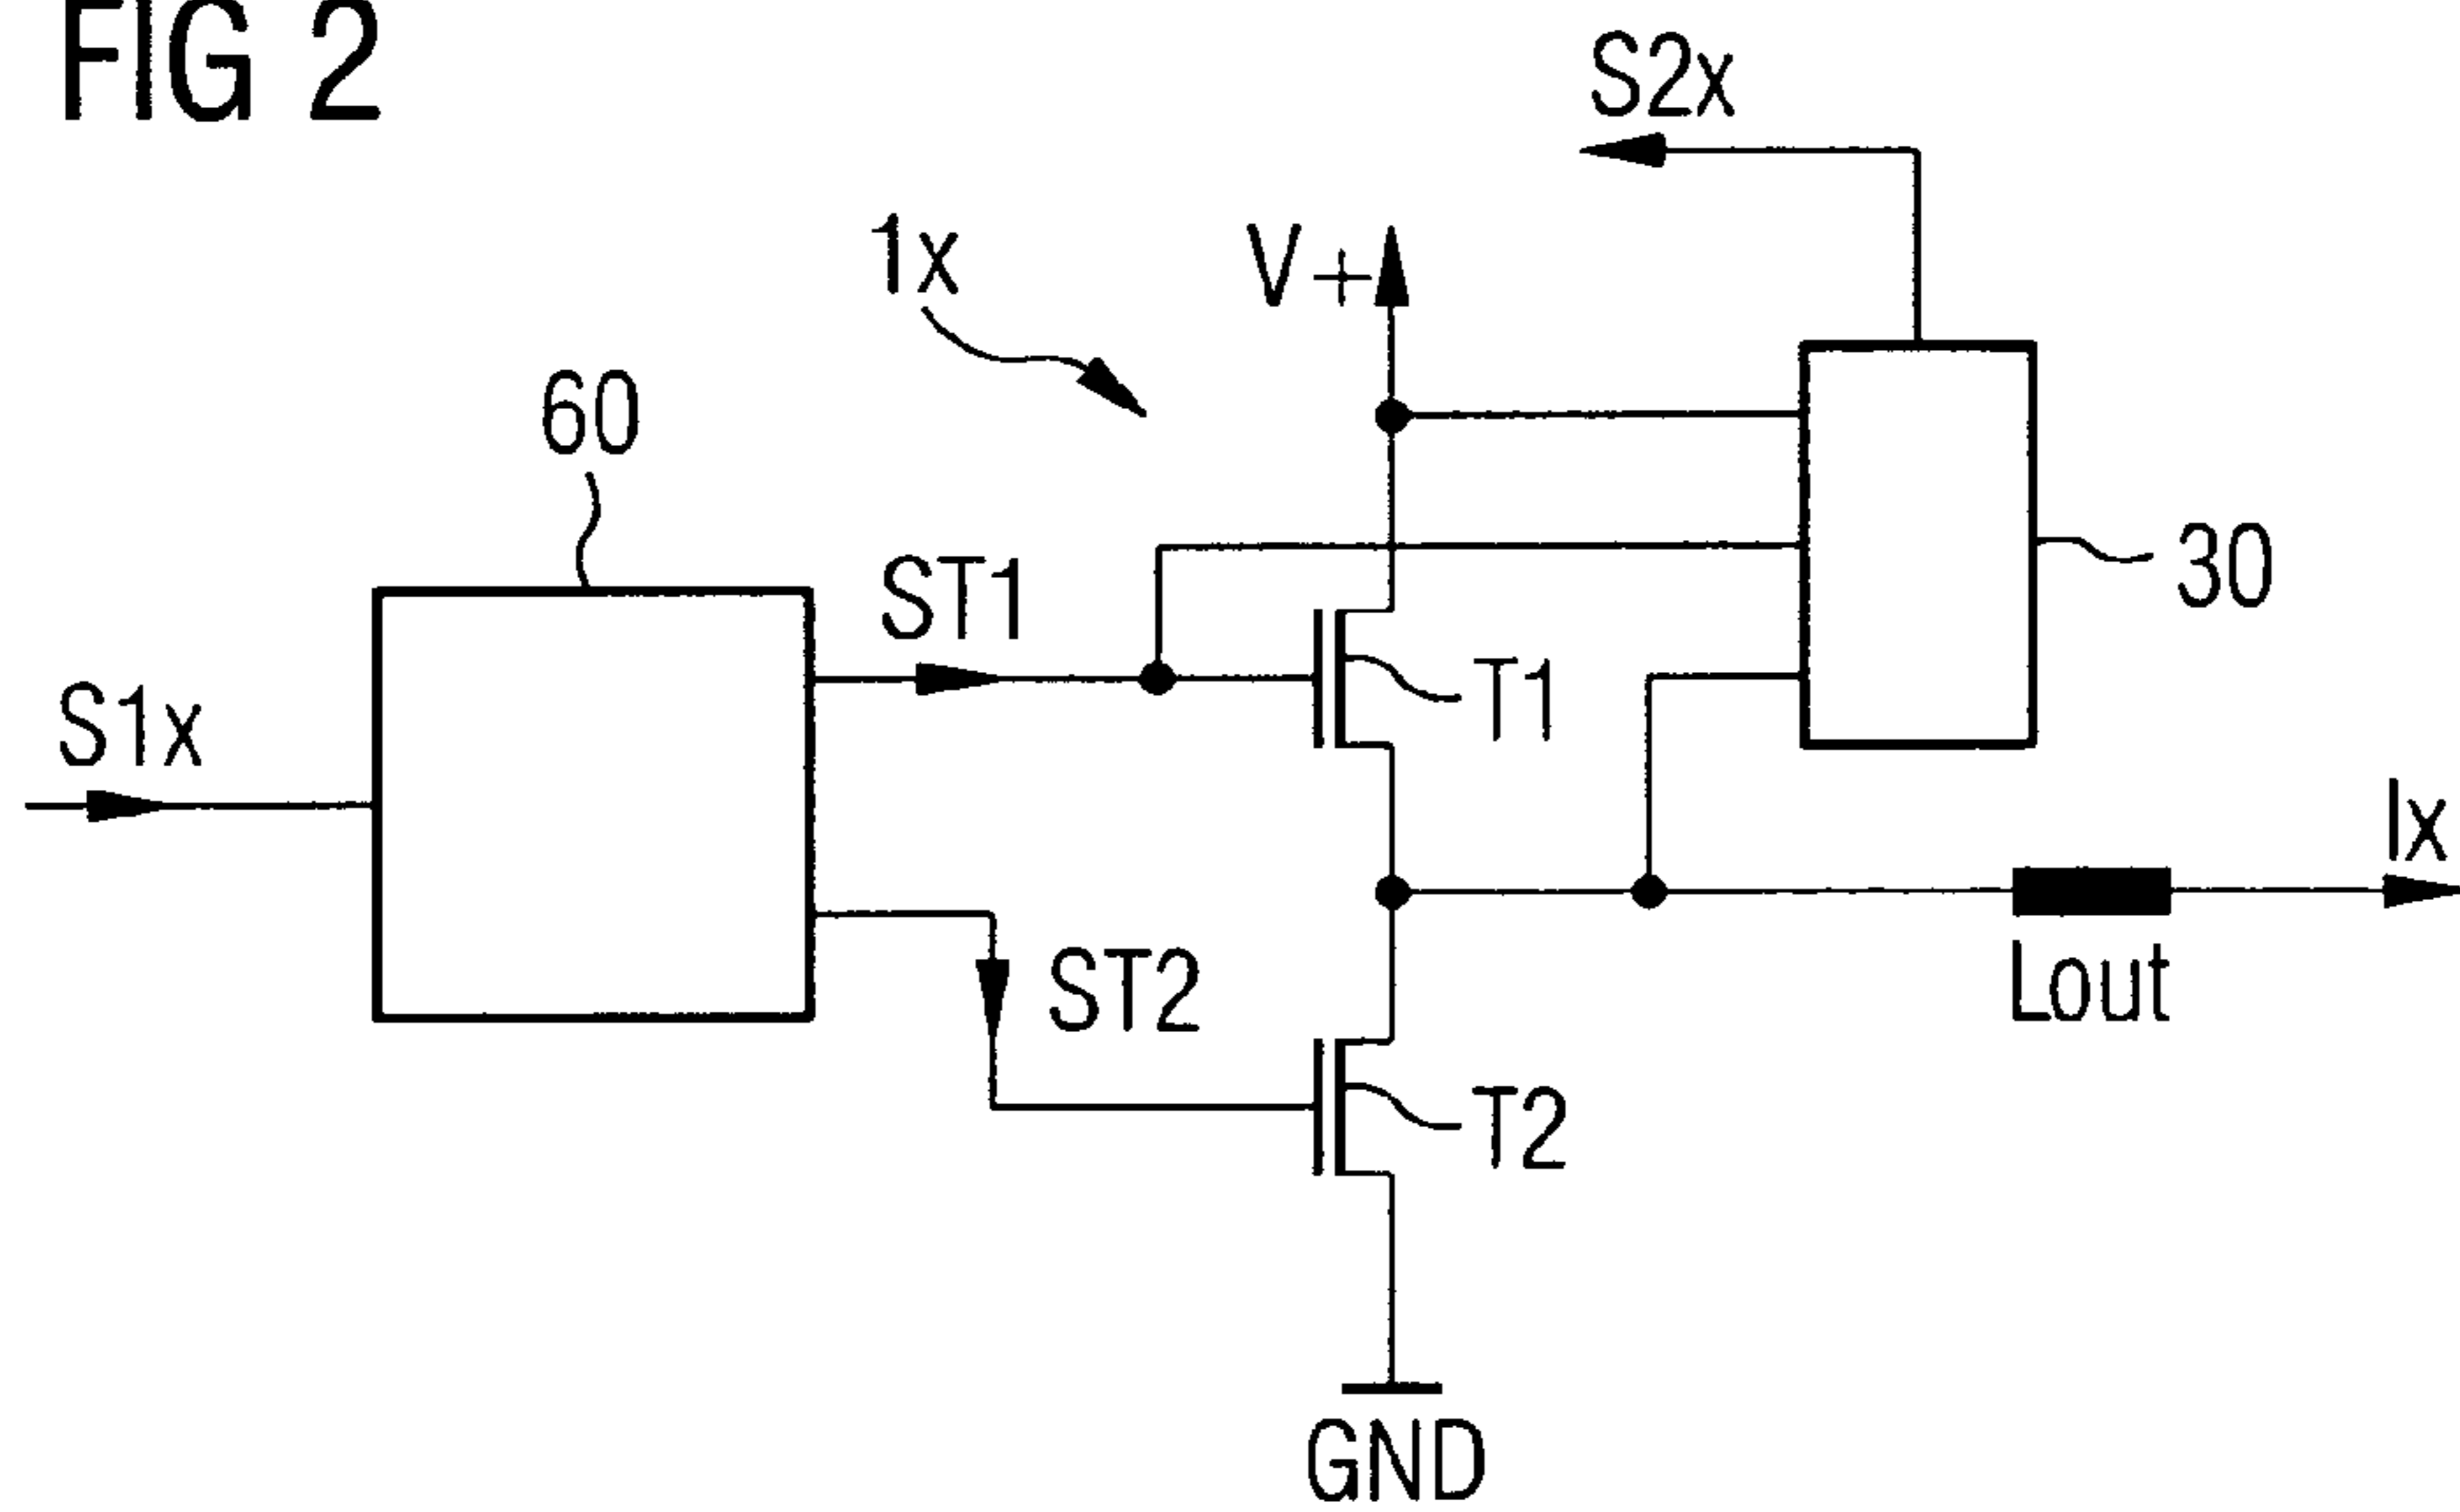 FIG 2
S2x
1x
V+
60
30
ST1
T1
S1x
Ix
ST2
Lout
T2
GND